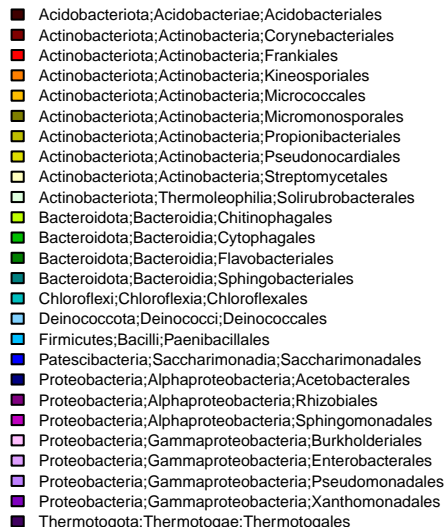 Acidobacteriota;Acidobacteriae;Acidobacteriales
Actinobacteriota;Actinobacteria;Corynebacteriales
Actinobacteriota;Actinobacteria;Frankiales
Actinobacteriota;Actinobacteria;Kineosporiales
Actinobacteriota;Actinobacteria;Micrococcales
Actinobacteriota;Actinobacteria;Micromonosporales
Actinobacteriota;Actinobacteria;Propionibacteriales
Actinobacteriota;Actinobacteria;Pseudonocardiales
Actinobacteriota;Actinobacteria;Streptomycetales
Actinobacteriota;Thermoleophilia;Solirubrobacterales
Bacteroidota;Bacteroidia;Chitinophagales
Bacteroidota;Bacteroidia;Cytophagales
Bacteroidota;Bacteroidia;Flavobacteriales
Bacteroidota;Bacteroidia;Sphingobacteriales
Chloroflexi;Chloroflexia;Chloroflexales
Deinococcota;Deinococci;Deinococcales
Firmicutes;Bacilli;Paenibacillales
Patescibacteria;Saccharimonadia;Saccharimonadales
Proteobacteria;Alphaproteobacteria;Acetobacterales
Proteobacteria;Alphaproteobacteria;Rhizobiales
Proteobacteria;Alphaproteobacteria;Sphingomonadales
Proteobacteria;Gammaproteobacteria;Burkholderiales
Proteobacteria;Gammaproteobacteria;Enterobacterales
Proteobacteria;Gammaproteobacteria;Pseudomonadales
Proteobacteria;Gammaproteobacteria;Xanthomonadales
Thermotogota;Thermotogae;Thermotogales